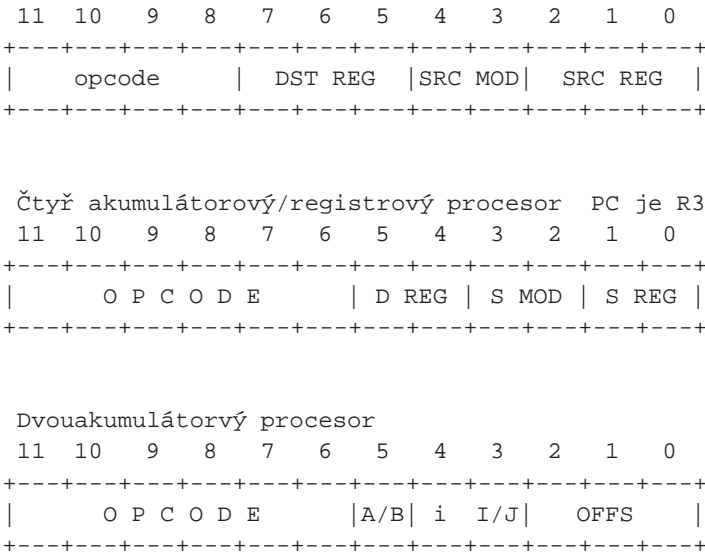 11 10 9 8 7 6 5 4 3 2 1 0
+---+---+---+---+---+---+---+---+---+---+---+---+
| opcode | DST REG |SRC MOD| SRC REG |
+---+---+---+---+---+---+---+---+---+---+---+---+
Čtyř akumulátorový/registrový procesor PC je R3
11 10 9 8 7 6 5 4 3 2 1 0
+---+---+---+---+---+---+---+---+---+---+---+---+
| O P C O D E | D REG | S MOD | S REG |
+---+---+---+---+---+---+---+---+---+---+---+---+
Dvouakumulátorvý procesor
11 10 9 8 7 6 5 4 3 2 1 0
+---+---+---+---+---+---+---+---+---+---+---+---+
| O P C O D E |A/B| i I/J| OFFS |
+---+---+---+---+---+---+---+---+---+---+---+---+